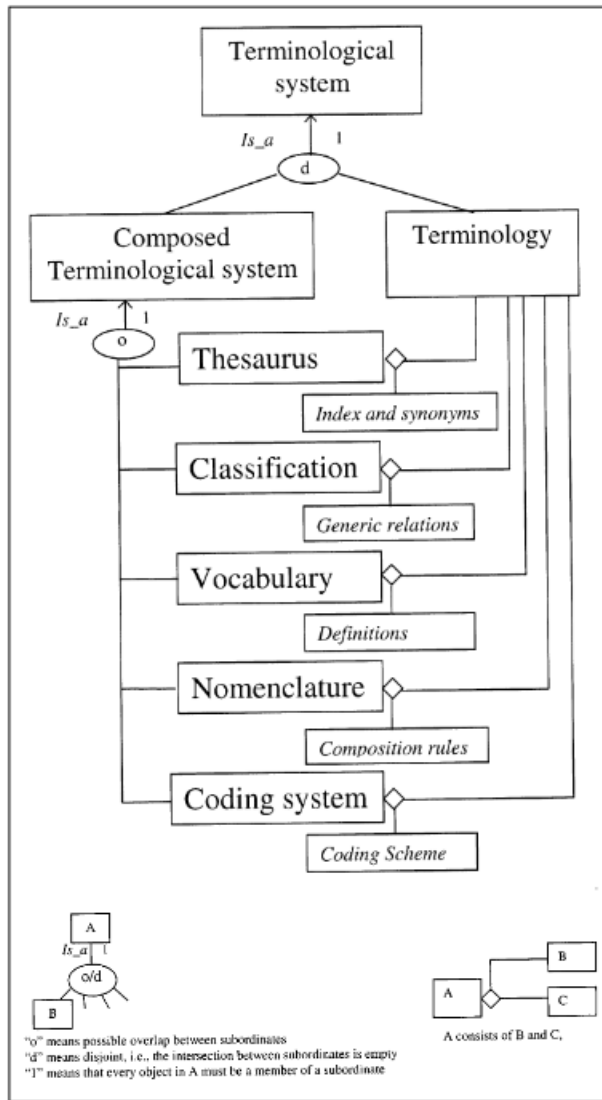 Terminological
system
Is_a
1
d
Composed
Terminological system
Terminology
Is_a
1
o
Thesaurus
Index and synonyms
Classification
Generic relations
Vocabulary
Definitions
Nomenclature
Composition rules
Coding system
Coding Scheme
A
Is_a
o/d
B
B
A
C
A consists of B and C,
"o" means possible overlap between subordinates
"d" means disjoint, i.e., the intersection between subordinates is empty
"1" means that every object in A must be a member of a subordinate